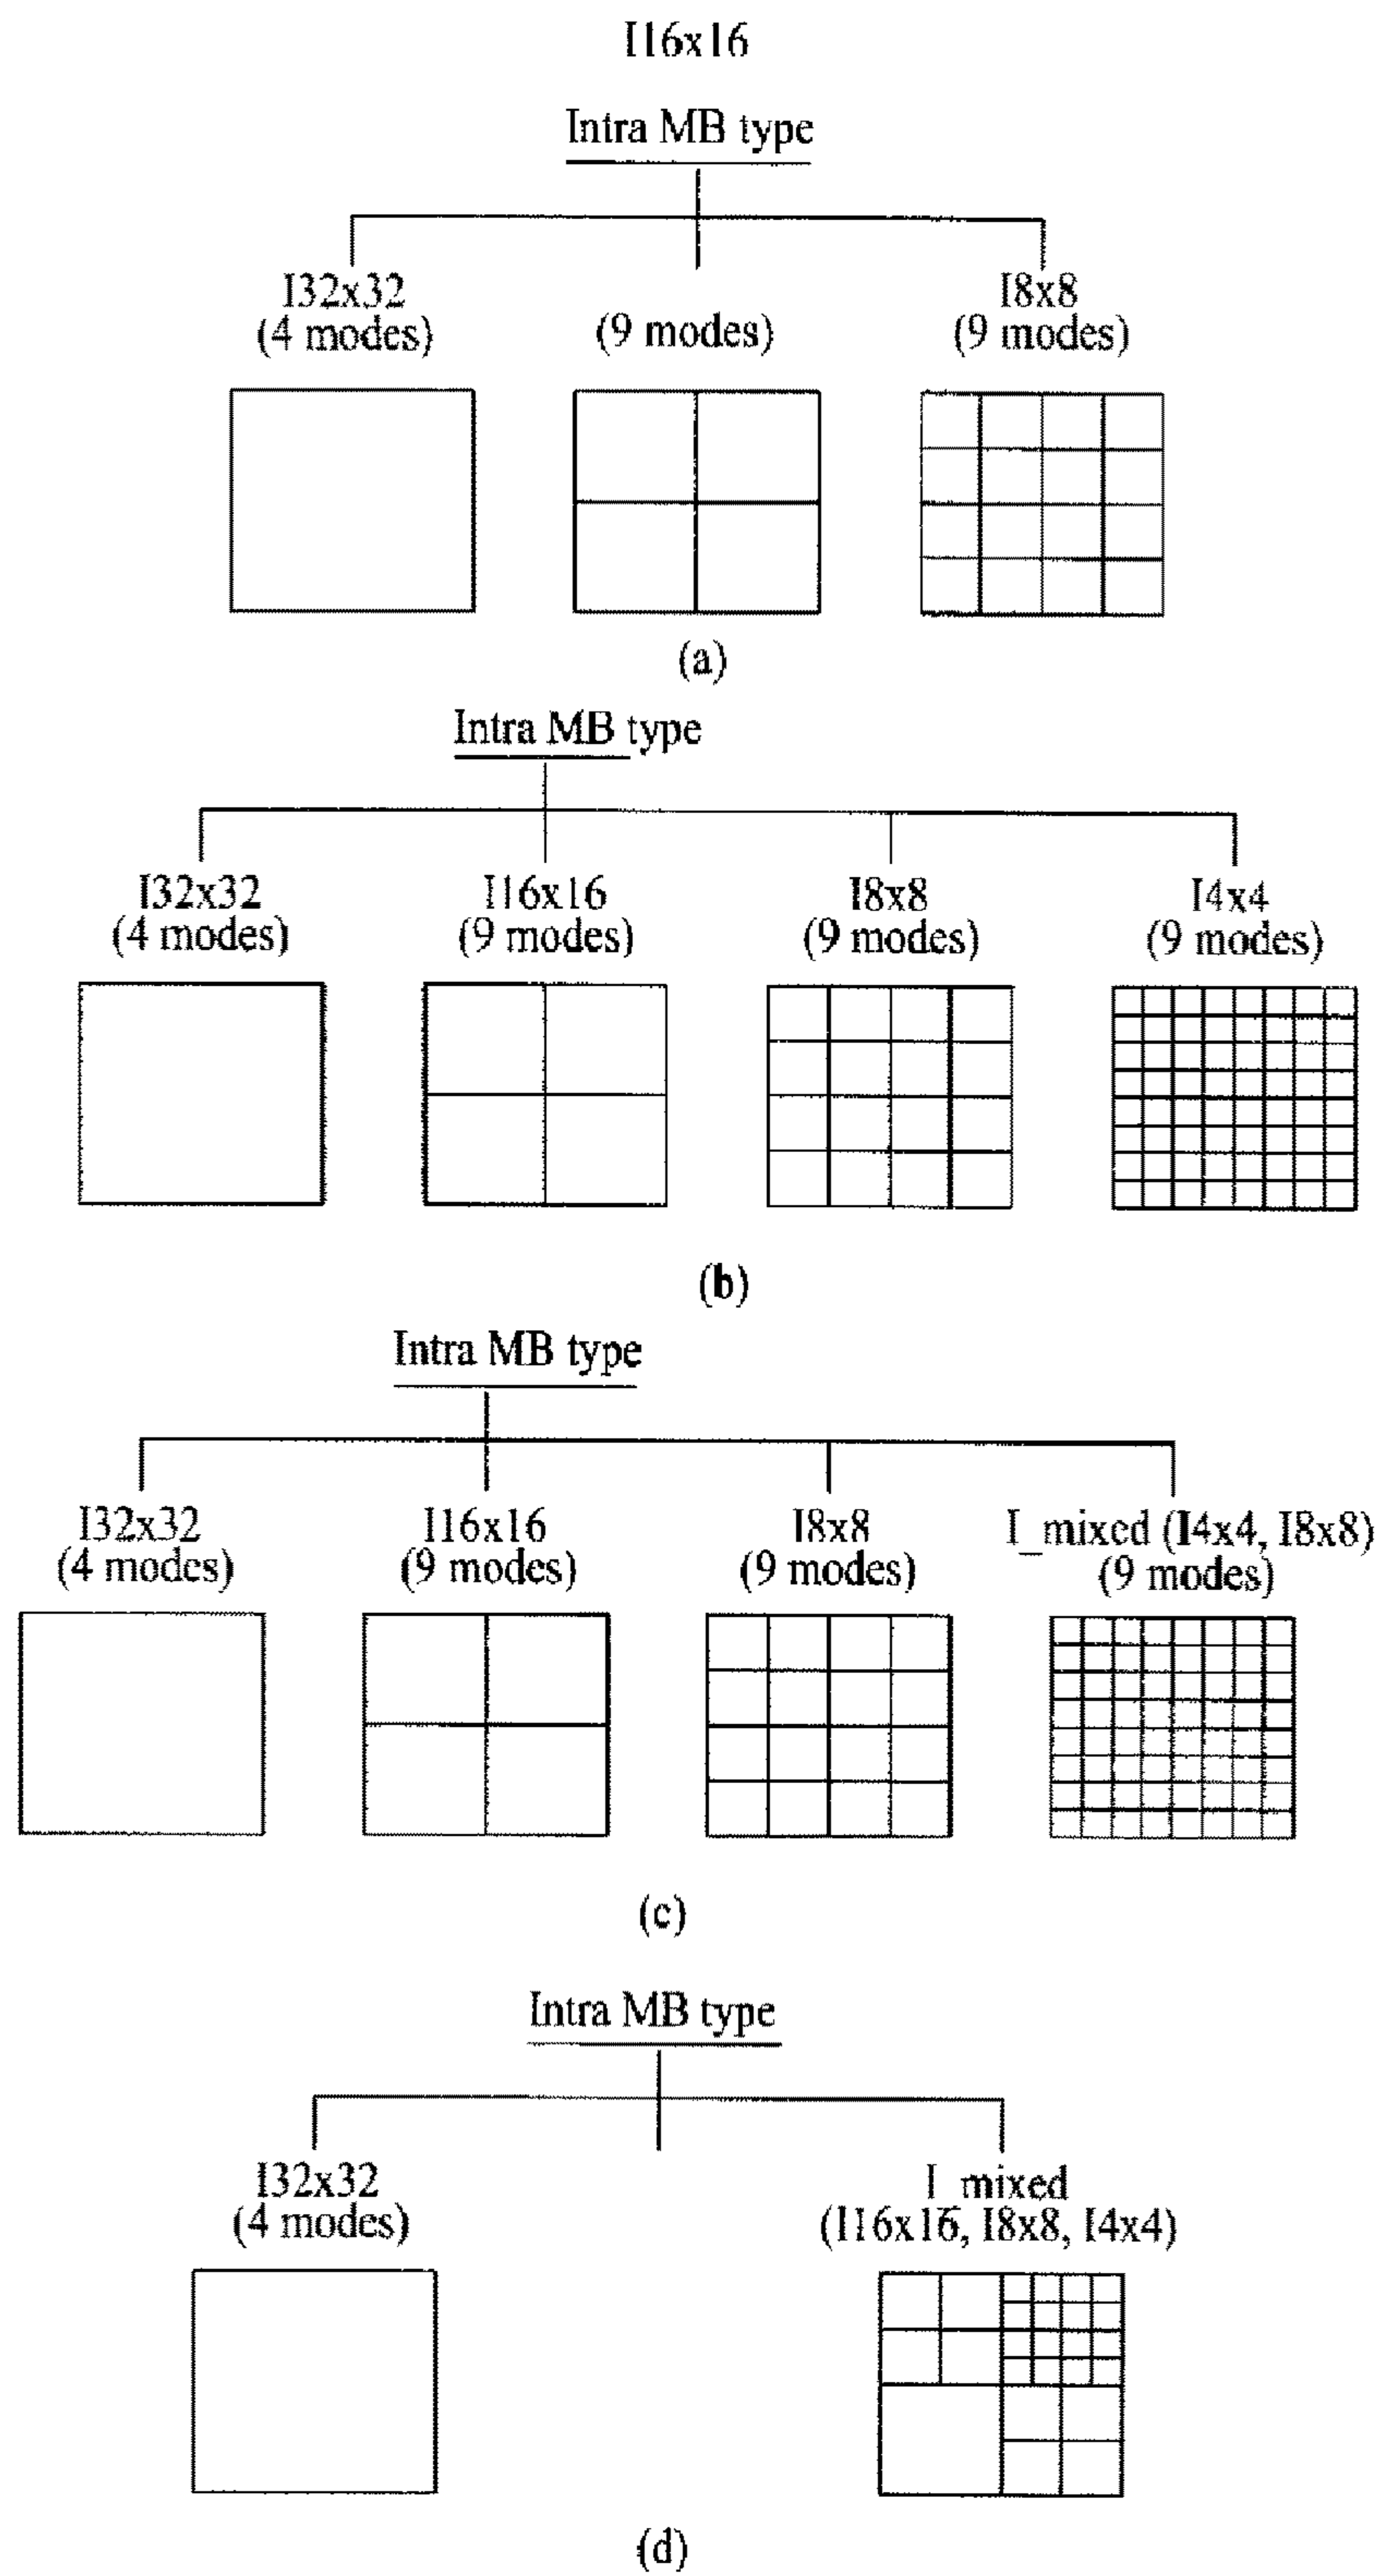 I16x16
Intra MB type
I32x32
(4 modes)
(9 modes)
I8x8
(9 modes)
(a)
Intra MB type
I32x32
(4 modes)
I16x16
(9 modes)
I8x8
(9 modes)
I4x4
(9 modes)
(b)
Intra MB type
I32x32
(4 modes)
I16x16
(9 modes)
I8x8
(9 modes)
I_mixed (I4x4, I8x8)
(9 modes)
(c)
Intra MB type
I32x32
(4 modes)
I_mixed
(I16x16, I8x8, I4x4)
(d)